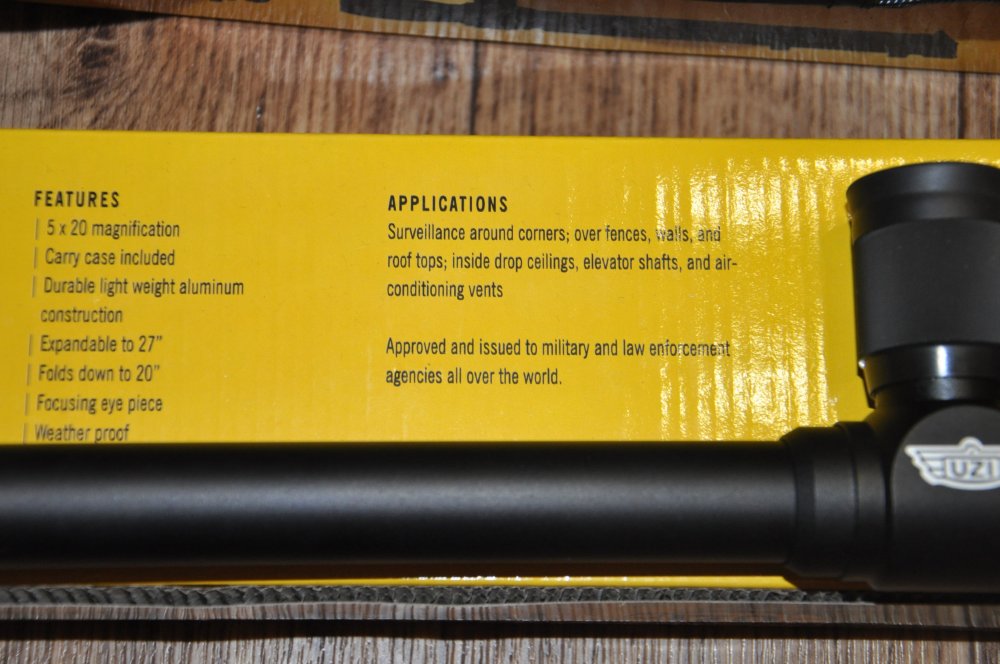 FEATURES
| 5 x 20 magnification
| Carry case included
| Durable light weight aluminum
construction
| Expandable to 27”
| Folds down to 20”
| Focusing eye piece
| Weather proof
APPLICATIONS
Surveillance around corners; over fences, walls, and
roof tops; inside drop ceilings, elevator shafts, and air-
conditioning vents
Approved and issued to military and law enforcement
agencies all over the world.
UZI